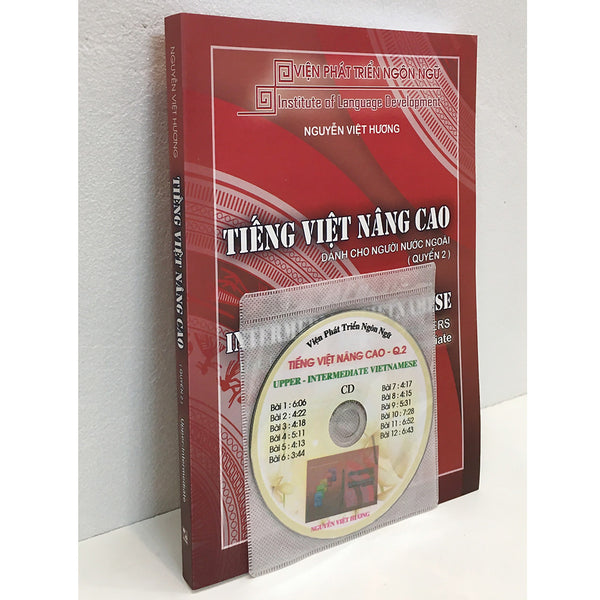 VIỆN PHÁT TRIỂN NGÔN NGỮ
Institute of Language Development
NGUYỄN VIỆT HƯƠNG
TIẾNG VIỆT NÂNG CAO
DÀNH CHO NGƯỜI NƯỚC NGOÀI
( QUYỂN 2 )
Viện Phát Triển Ngôn Ngữ
TIẾNG VIỆT NÂNG CAO - Q.2
UPPER - INTERMEDIATE VIETNAMESE
CD
Bài 1 : 6:06
Bài 2 : 4:22
Bài 3 : 4:18
Bài 4 : 5:11
Bài 5 : 4:13
Bài 6 : 3:44
Bài 7 : 4:17
Bài 8 : 4:15
Bài 9 : 5:31
Bài 10 : 7:28
Bài 11 : 6:52
Bài 12 : 6:43
NGUYỄN VIỆT HƯƠNG
NGUYỄN VIỆT HƯƠNG
TIẾNG VIỆT NÂNG CAO
( QUYỂN 2 )
Upper Intermediate